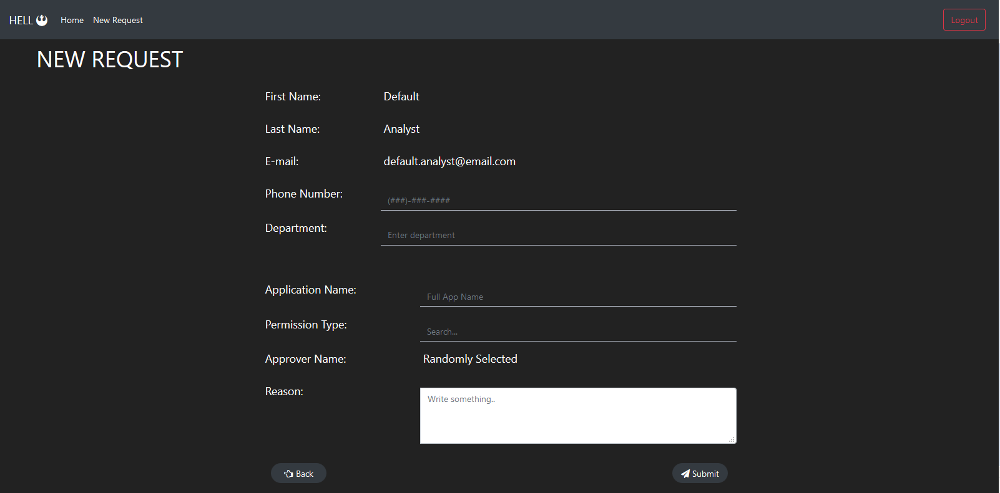 HELL Home New Request Logout
NEW REQUEST
First Name: Default
Last Name: Analyst
E-mail: default.analyst@email.com
Phone Number: (###)-###-####
Department: Enter department
Application Name: Full App Name
Permission Type: Search...
Approver Name: Randomly Selected
Reason: Write something..
Back Submit